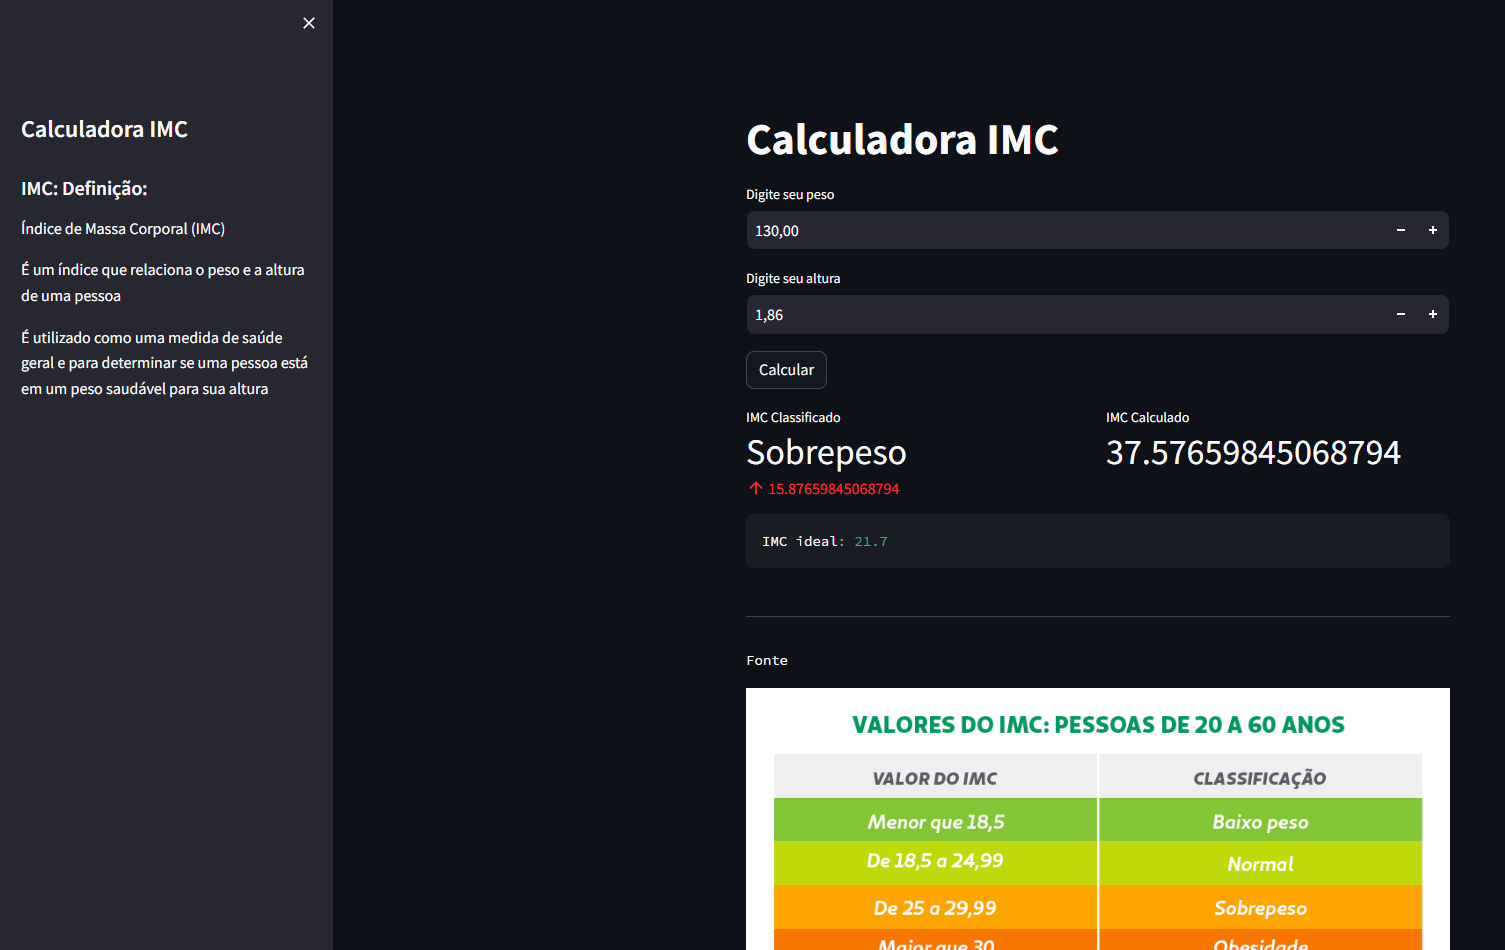 Calculadora IMC
IMC: Definição:
Índice de Massa Corporal (IMC)
É um índice que relaciona o peso e a altura
de uma pessoa
É utilizado como uma medida de saúde
geral e para determinar se uma pessoa está
em um peso saudável para sua altura
Calculadora IMC
Digite seu peso
130,00
Digite seu altura
1,86
Calcular
IMC Classificado
Sobrepeso
15.87659845068794
IMC Calculado
37.57659845068794
IMC ideal: 21.7
Fonte
VALORES DO IMC: PESSOAS DE 20 A 60 ANOS
VALOR DO IMC CLASSIFICAÇÃO
Menor que 18,5 Baixo peso
De 18,5 a 24,99 Normal
De 25 a 29,99 Sobrepeso
Maior que 30 Obesidade